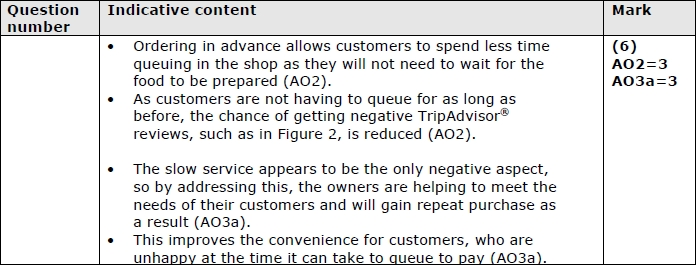 Question number
Indicative content
Mark
• Ordering in advance allows customers to spend less time
queuing in the shop as they will not need to wait for the
food to be prepared (AO2).
• As customers are not having to queue for as long as
before, the chance of getting negative TripAdvisor®
reviews, such as in Figure 2, is reduced (AO2).
• The slow service appears to be the only negative aspect,
so by addressing this, the owners are helping to meet the
needs of their customers and will gain repeat purchase as
a result (AO3a).
• This improves the convenience for customers, who are
unhappy at the time it can take to queue to pay (AO3a).
(6)
AO2=3
AO3a=3